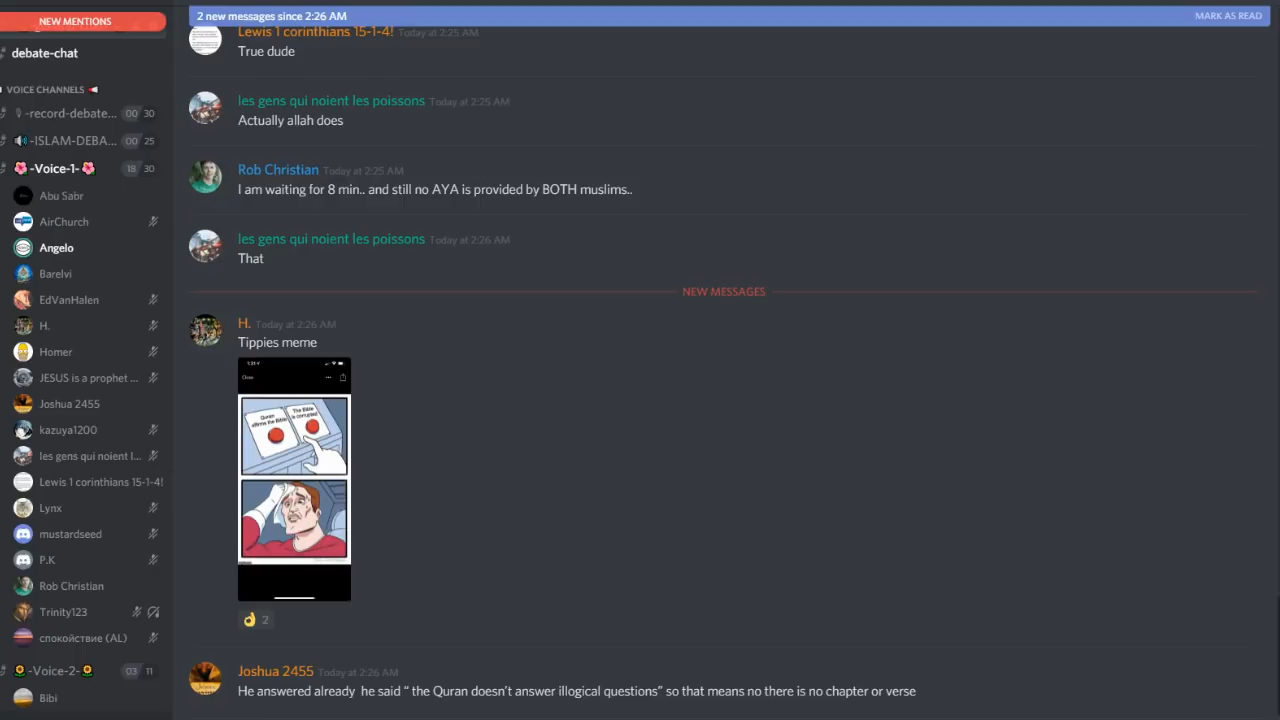 NEW MENTIONS
debate-chat
VOICE CHANNELS
-record-debate... 00 30
-ISLAM-DEBA... 00 25
-Voice-1- 18 30
Abu Sabr
AirChurch
Angelo
Barelvi
EdVanHalen
H.
Homer
JESUS is a prophet ...
Joshua 2455
kazuya1200
les gens qui noient l...
Lewis 1 corinthians 15-1-4!
Lynx
mustardseed
P.K
Rob Christian
Trinity123
спокойствие (AL)
-Voice-2- 03 11
Bibi
2 new messages since 2:26 AM MARK AS READ
Lewis 1 corinthians 15-1-4! Today at 2:25 AM
True dude
les gens qui noient les poissons Today at 2:25 AM
Actually allah does
Rob Christian Today at 2:25 AM
I am waiting for 8 min.. and still no AYA is provided by BOTH muslims..
les gens qui noient les poissons Today at 2:26 AM
That
NEW MESSAGES
H. Today at 2:26 AM
Tippies meme
Close
Quran
affirms the Bible
The Bible
is corrupted
2
Joshua 2455 Today at 2:26 AM
He answered already he said “ the Quran doesn't answer illogical questions” so that means no there is no chapter or verse